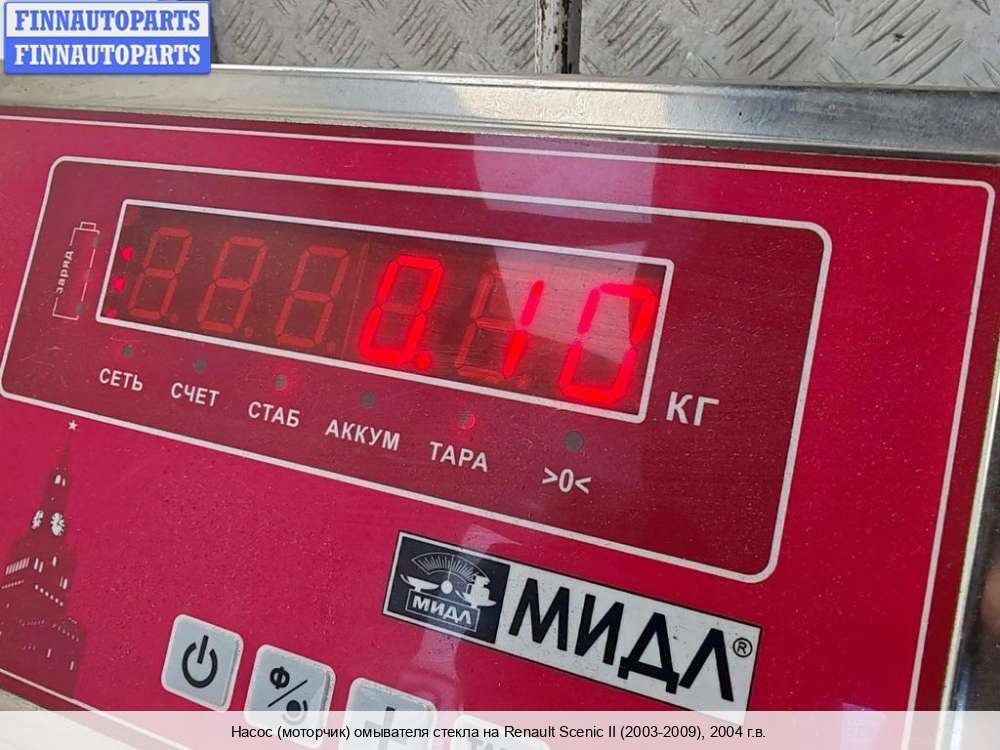 FINNAUTOPARTS
FINNAUTOPARTS
заряд
0.10
КГ
СЕТЬ СЧЕТ СТАБ АККУМ ТАРА >0<
МИДЛ
МИДЛ®
Ф
Насос (моторчик) омывателя стекла на Renault Scenic II (2003-2009), 2004 г.в.